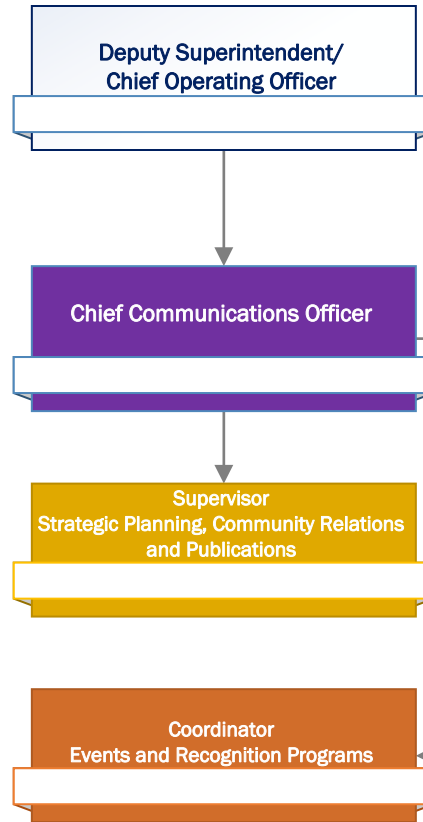 Deputy Superintendent/
Chief Operating Officer
Chief Communications Officer
Supervisor
Strategic Planning, Community Relations
and Publications
Coordinator
Events and Recognition Programs